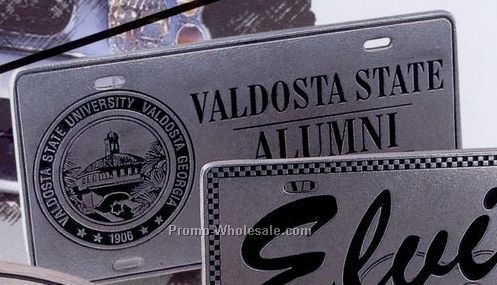 VALDOSTA STATE
ALUMNI
VALDOSTA STATE UNIVERSITY VALDOSTA GEORGIA
1906
Promo-Wholesale.com